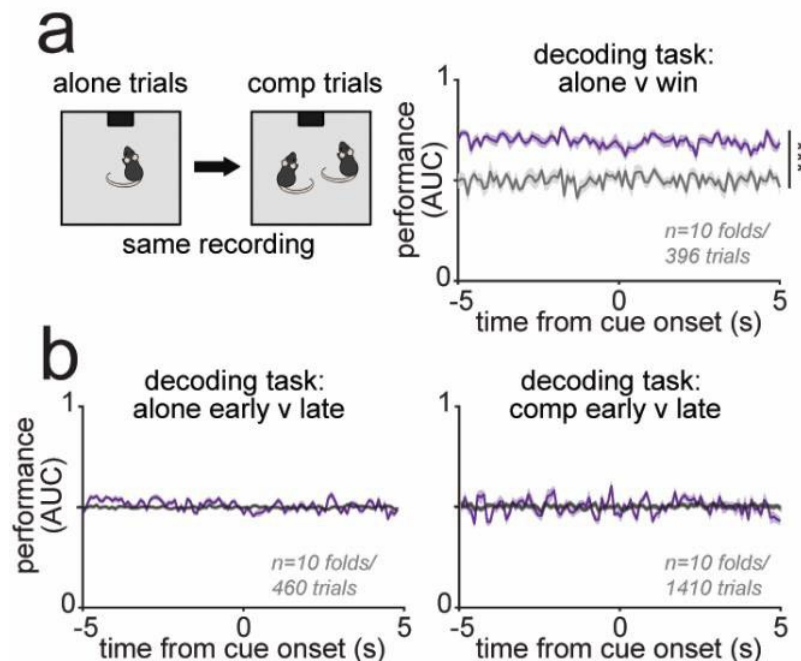 a
alone trials
comp trials
same recording
decoding task:
alone v win
performance
(AUC)
1
0
***
n=10 folds/
396 trials
-5
0
5
time from cue onset (s)
b
decoding task:
alone early v late
performance
(AUC)
1
0
n=10 folds/
460 trials
-5
0
5
time from cue onset (s)
decoding task:
comp early v late
1
0
n=10 folds/
1410 trials
-5
0
5
time from cue onset (s)